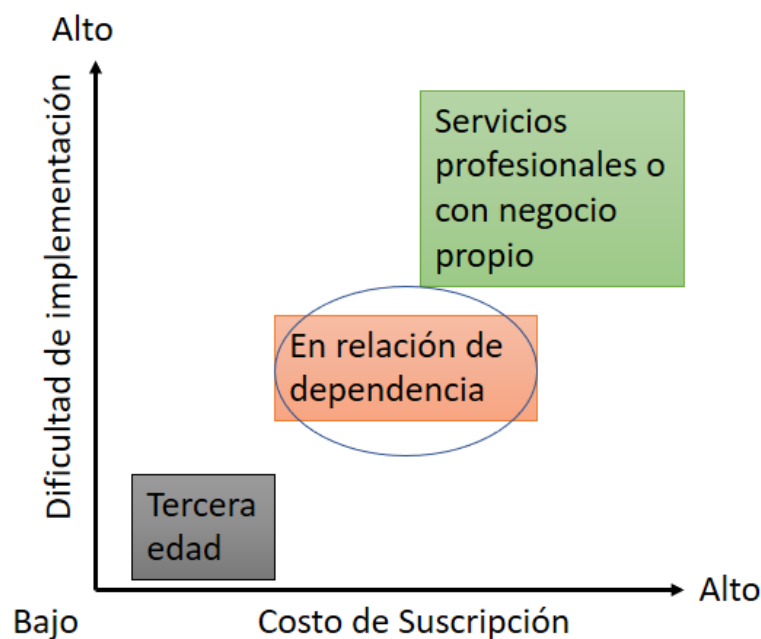 Alto
Dificultad de implementación
Servicios
profesionales o
con negocio
propio
En relación de
dependencia
Tercera
edad
Alto
Bajo
Costo de Suscripción